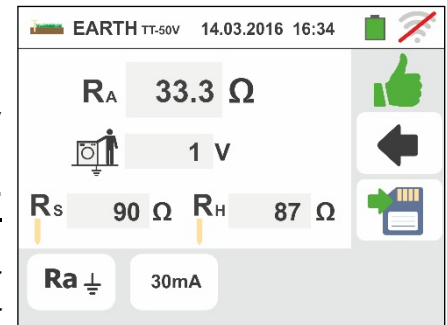 EARTH TT-50V 14.03.2016 16:34
RA 33.3 Ω
1 V
RS 90 Ω RH 87 Ω
Ra 30mA